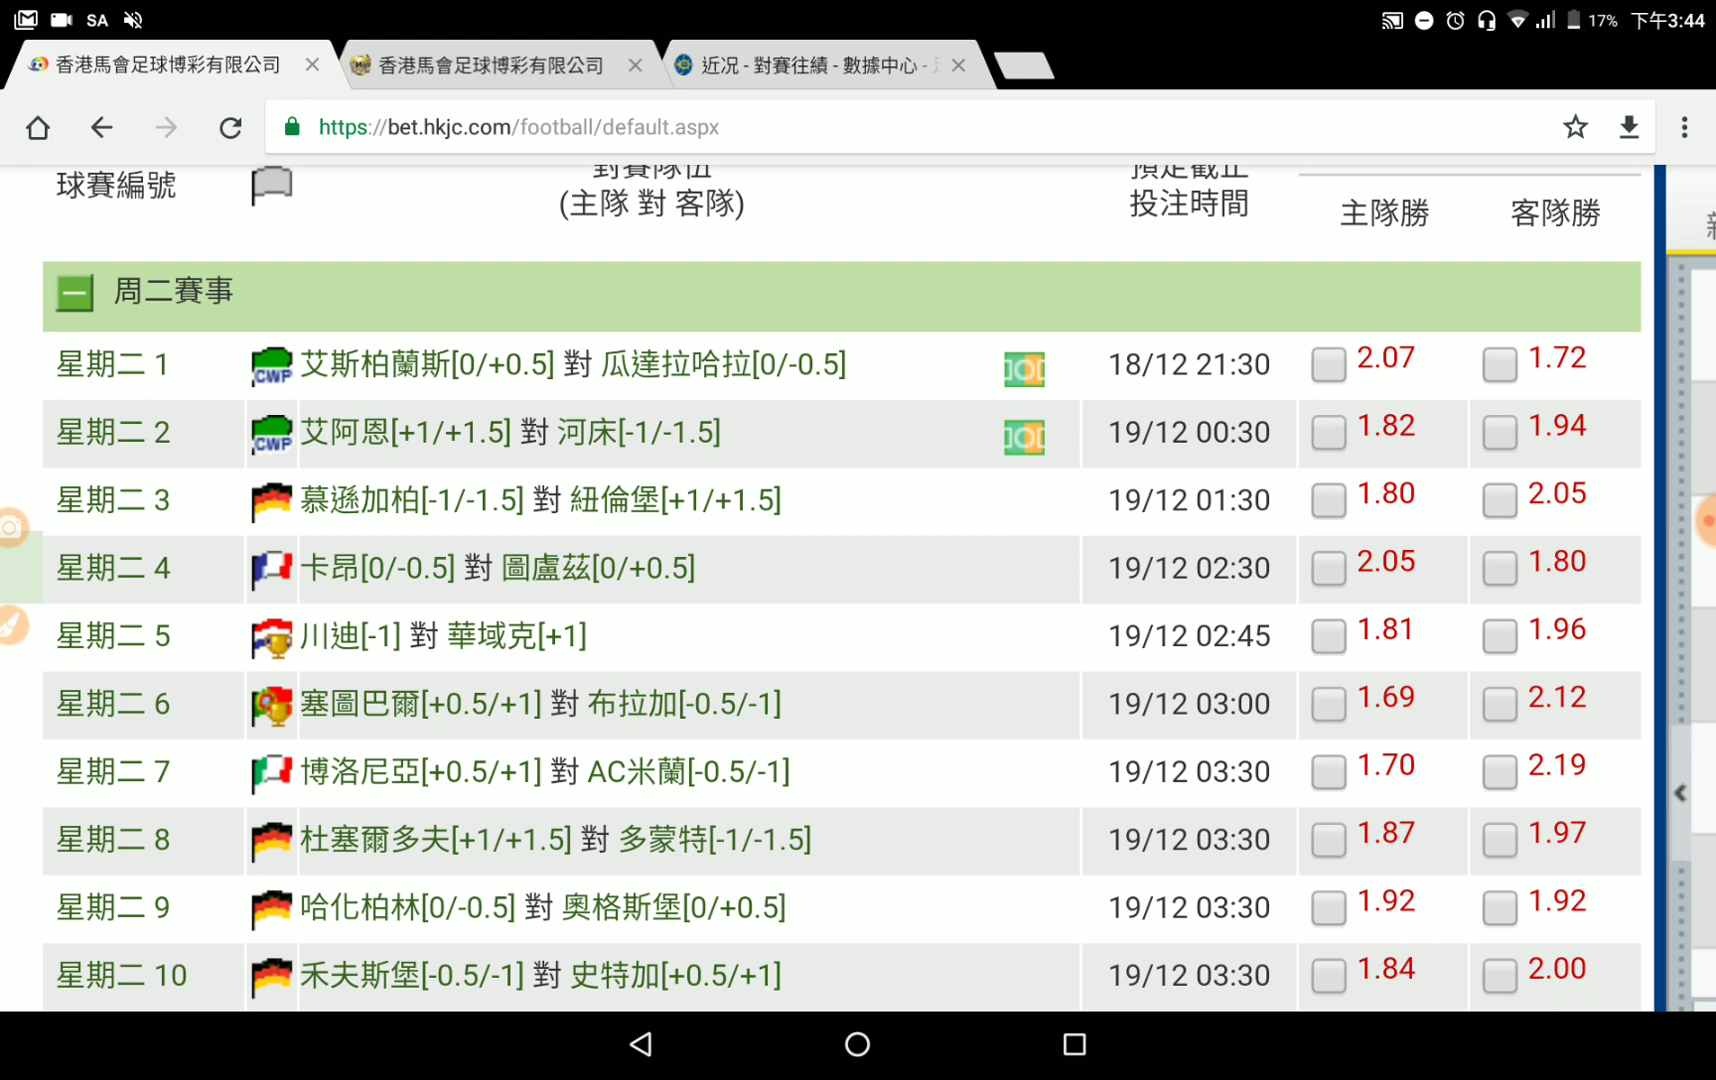 SA 17% 下午3:44
香港馬會足球博彩有限公司 香港馬會足球博彩有限公司 近况 - 對賽往績 - 數據中心 -
https://bet.hkjc.com/football/default.aspx
球賽編號 對賽隊伍 預定截止
(主隊 對 客隊) 投注時間 主隊勝 客隊勝
周二賽事
星期二 1 CWP 艾斯柏蘭斯[0/+0.5] 對 瓜達拉哈拉[0/-0.5] 18/12 21:30 2.07 1.72
星期二 2 CWP 艾阿恩[+1/+1.5] 對 河床[-1/-1.5] 19/12 00:30 1.82 1.94
星期二 3 慕遜加柏[-1/-1.5] 對 紐倫堡[+1/+1.5] 19/12 01:30 1.80 2.05
星期二 4 卡昂[0/-0.5] 對 圖盧茲[0/+0.5] 19/12 02:30 2.05 1.80
星期二 5 川迪[-1] 對 華域克[+1] 19/12 02:45 1.81 1.96
星期二 6 塞圖巴爾[+0.5/+1] 對 布拉加[-0.5/-1] 19/12 03:00 1.69 2.12
星期二 7 博洛尼亞[+0.5/+1] 對 AC米蘭[-0.5/-1] 19/12 03:30 1.70 2.19
星期二 8 杜塞爾多夫[+1/+1.5] 對 多蒙特[-1/-1.5] 19/12 03:30 1.87 1.97
星期二 9 哈化柏林[0/-0.5] 對 奧格斯堡[0/+0.5] 19/12 03:30 1.92 1.92
星期二 10 禾夫斯堡[-0.5/-1] 對 史特加[+0.5/+1] 19/12 03:30 1.84 2.00